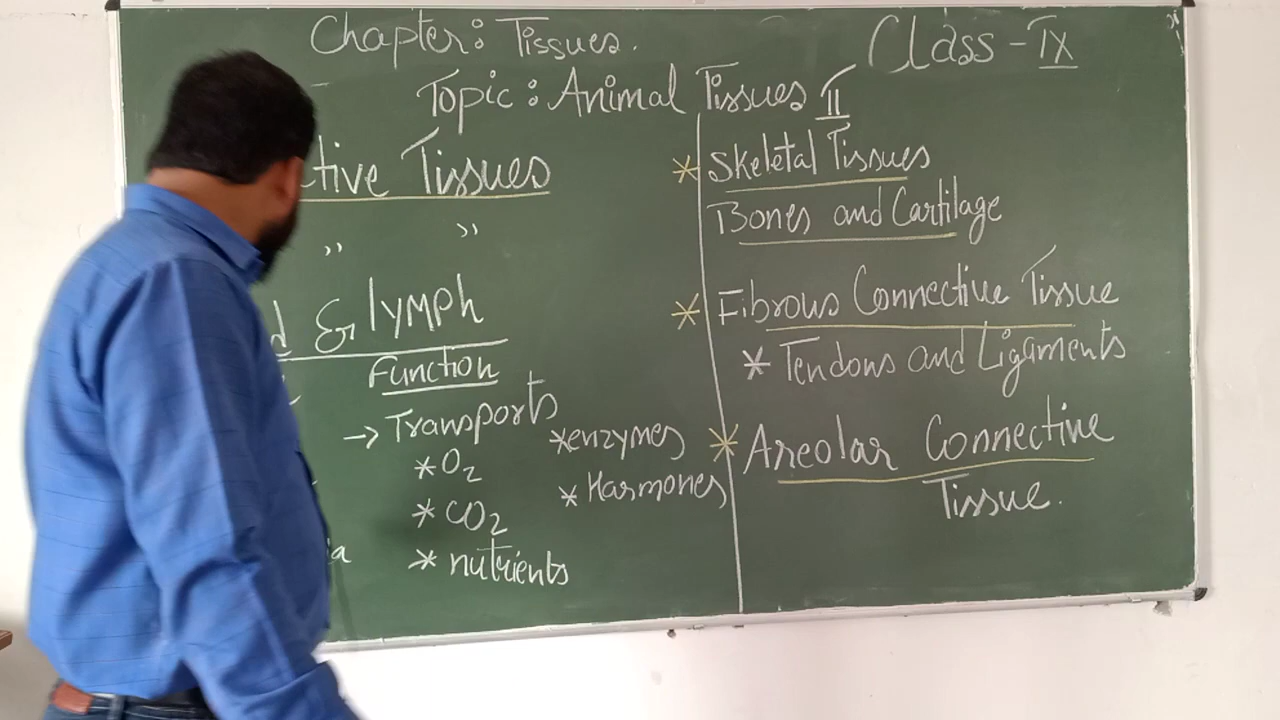 Chapter: Tissues.
Class - IX
Topic: Animal Tissues II
tive Tissues
" "
d & lymph
Function
→ Transports
* O2
* CO2
* nutrients
* enzymes
* Harmones
* Skeletal Tissues
Bones and Cartilage
* Fibrous Connective Tissue
* Tendons and Ligaments
* Areolar Connective
Tissue.